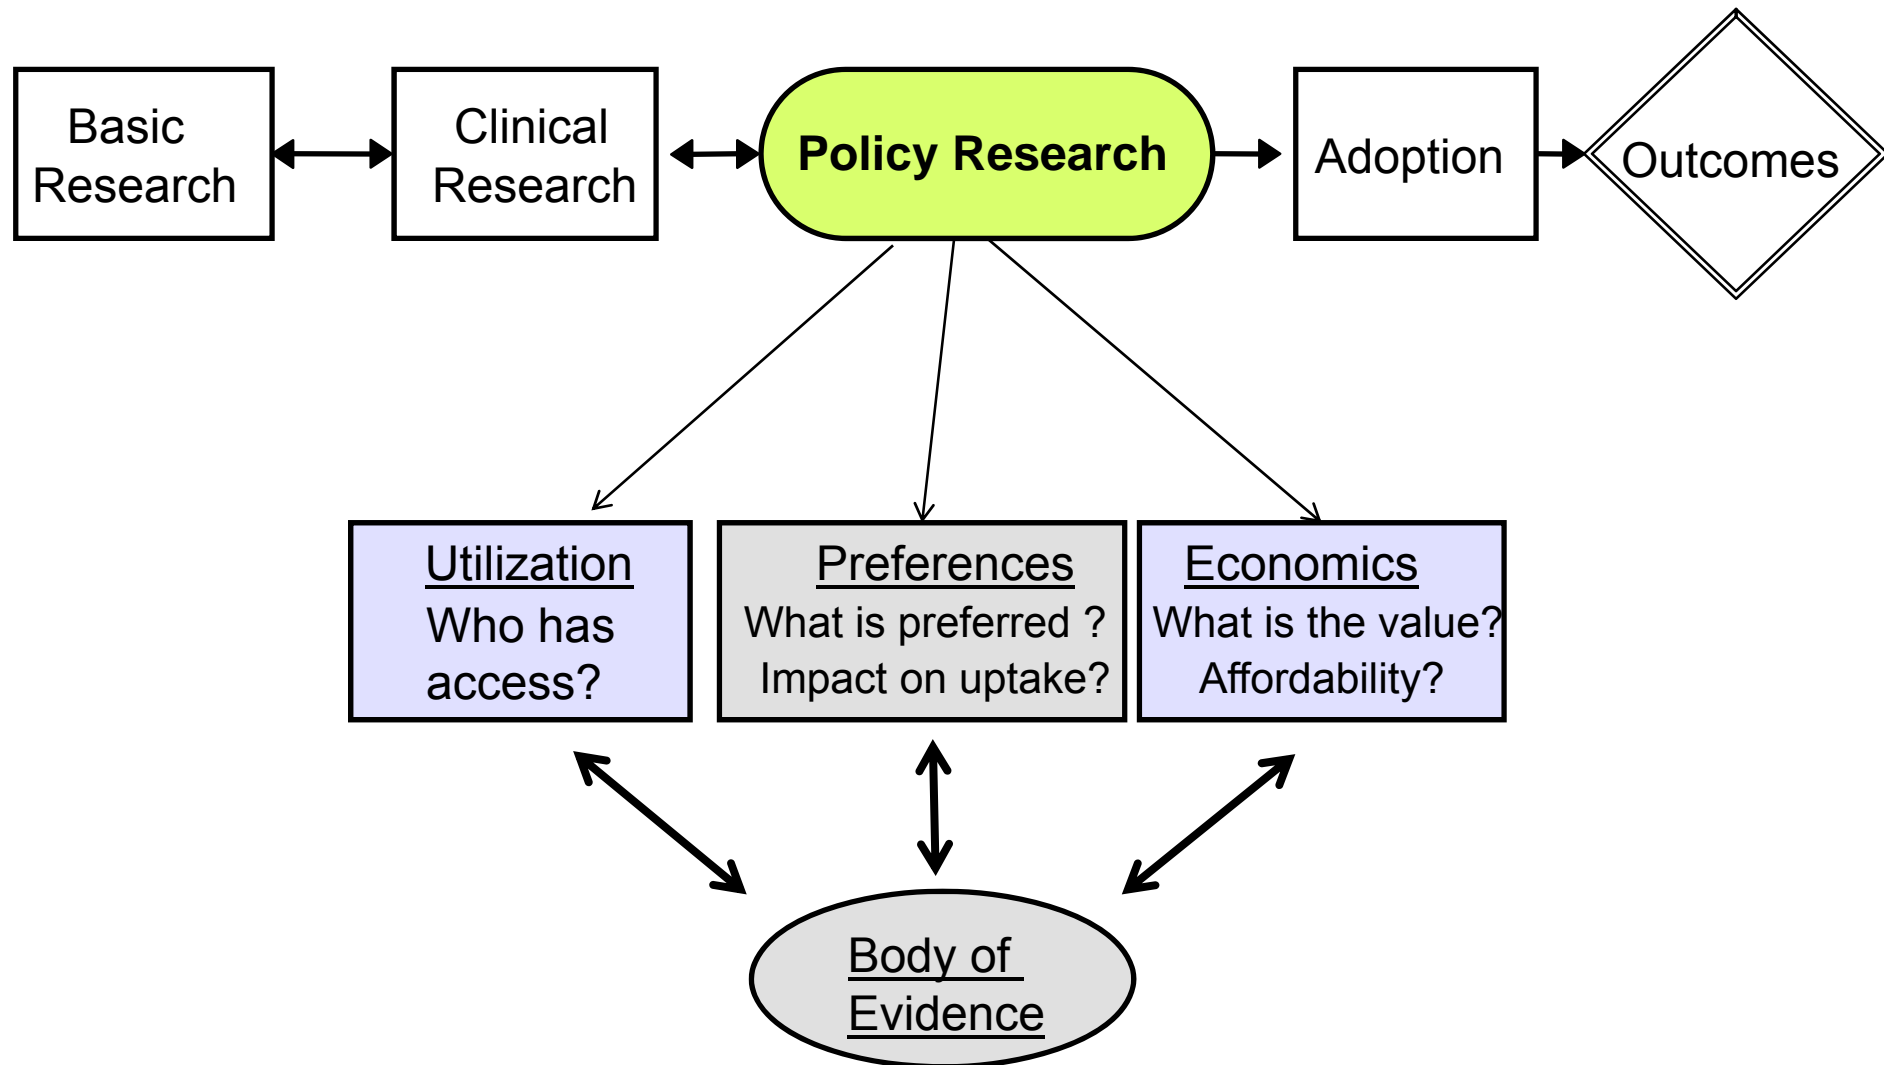 Basic
Research
Clinical
Research
Policy Research
Adoption
Outcomes
Utilization
Who has
access?
Preferences
What is preferred ?
Impact on uptake?
Economics
What is the value?
Affordability?
Body of
Evidence